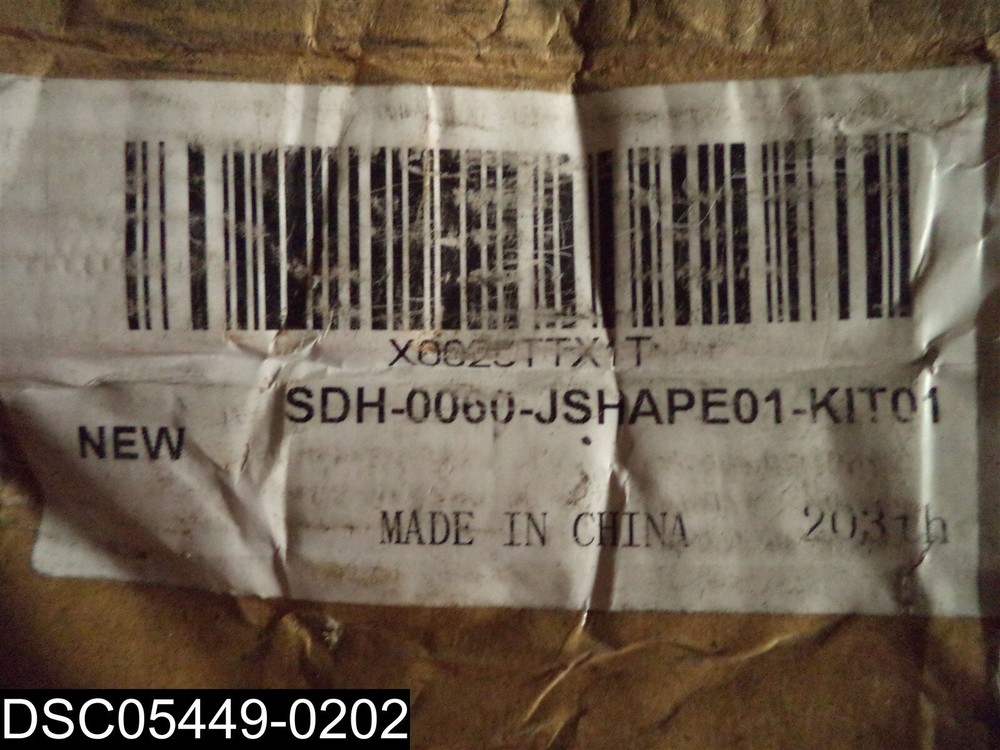 SDH-0060-JSHAPE01-KIT01
NEW
MADE IN CHINA
DSC05449-0202